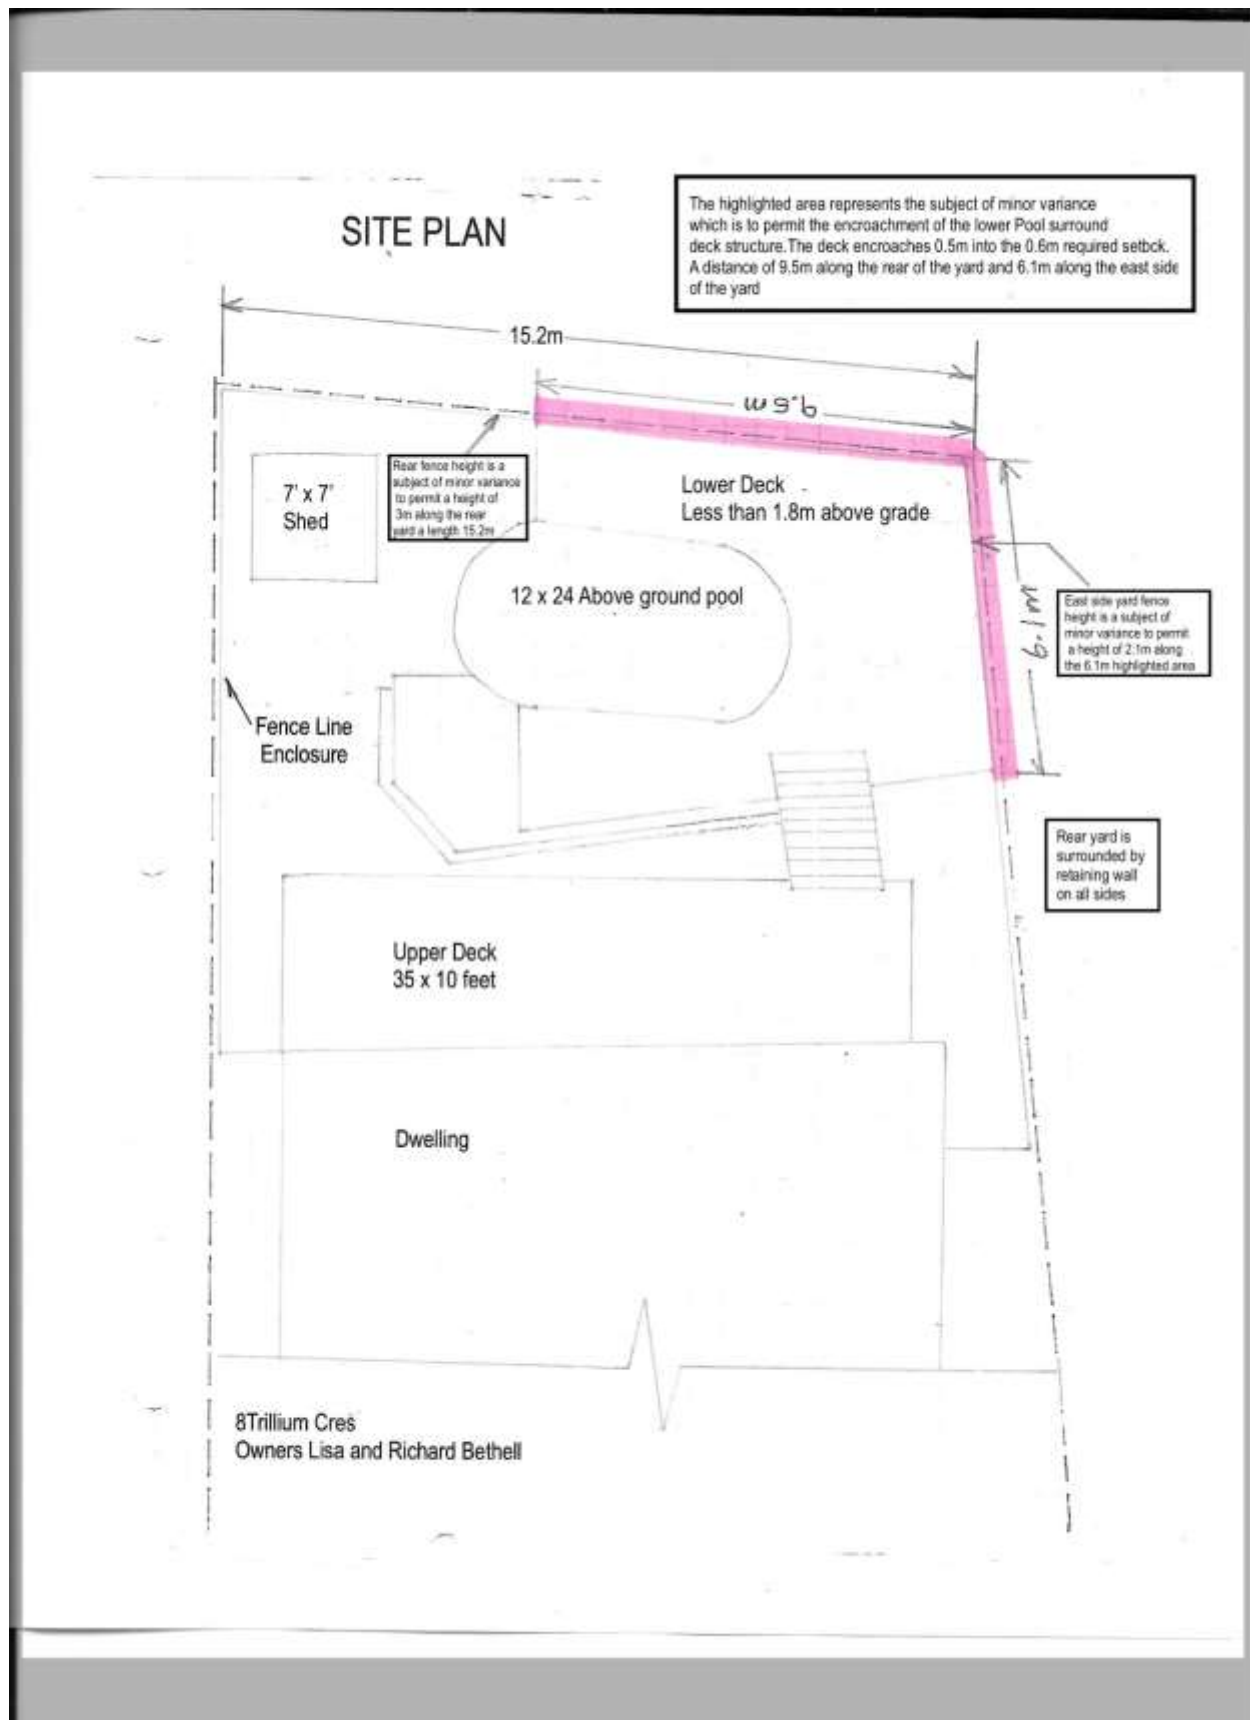 SITE PLAN
The highlighted area represents the subject of minor variance
which is to permit the encroachment of the lower Pool surround
deck structure.The deck encroaches 0.5m into the 0.6m required setbck.
A distance of 9.5m along the rear of the yard and 6.1m along the east side
of the yard
15.2m
9.5m
Rear fence height is a
subject of minor variance
to permit a height of
3m along the rear
yard a length 15.2m
7' x 7'
Shed
Lower Deck
Less than 1.8m above grade
12 x 24 Above ground pool
6.1m
East side yard fence
height is a subject of
minor variance to permit
a height of 2.1m along
the 6.1m highlighted area
Fence Line
Enclosure
Rear yard is
surrounded by
retaining wall
on all sides
Upper Deck
35 x 10 feet
Dwelling
8Trillium Cres
Owners Lisa and Richard Bethell